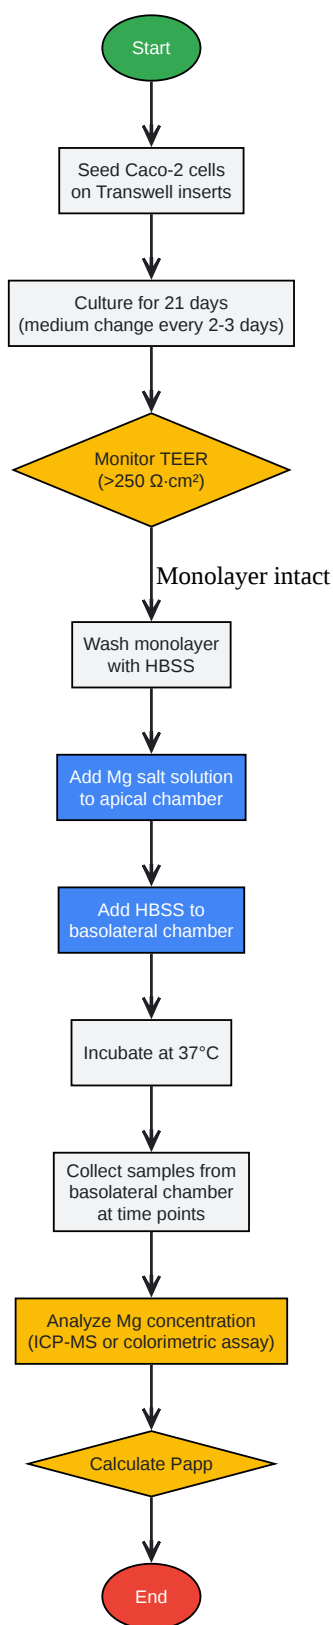 Start
Seed Caco-2 cells
on Transwell inserts
Culture for 21 days
(medium change every 2-3 days)
Monitor TEER
(>250 Ω·cm²)
Monolayer intact
Wash monolayer
with HBSS
Add Mg salt solution
to apical chamber
Add HBSS to
basolateral chamber
Incubate at 37°C
Collect samples from
basolateral chamber
at time points
Analyze Mg concentration
(ICP-MS or colorimetric assay)
Calculate Papp
End